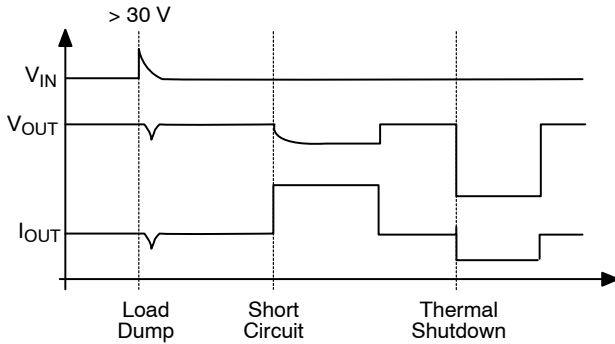 > 30 V
VIN
VOUT
IOUT
Load
Dump
Short
Circuit
Thermal
Shutdown